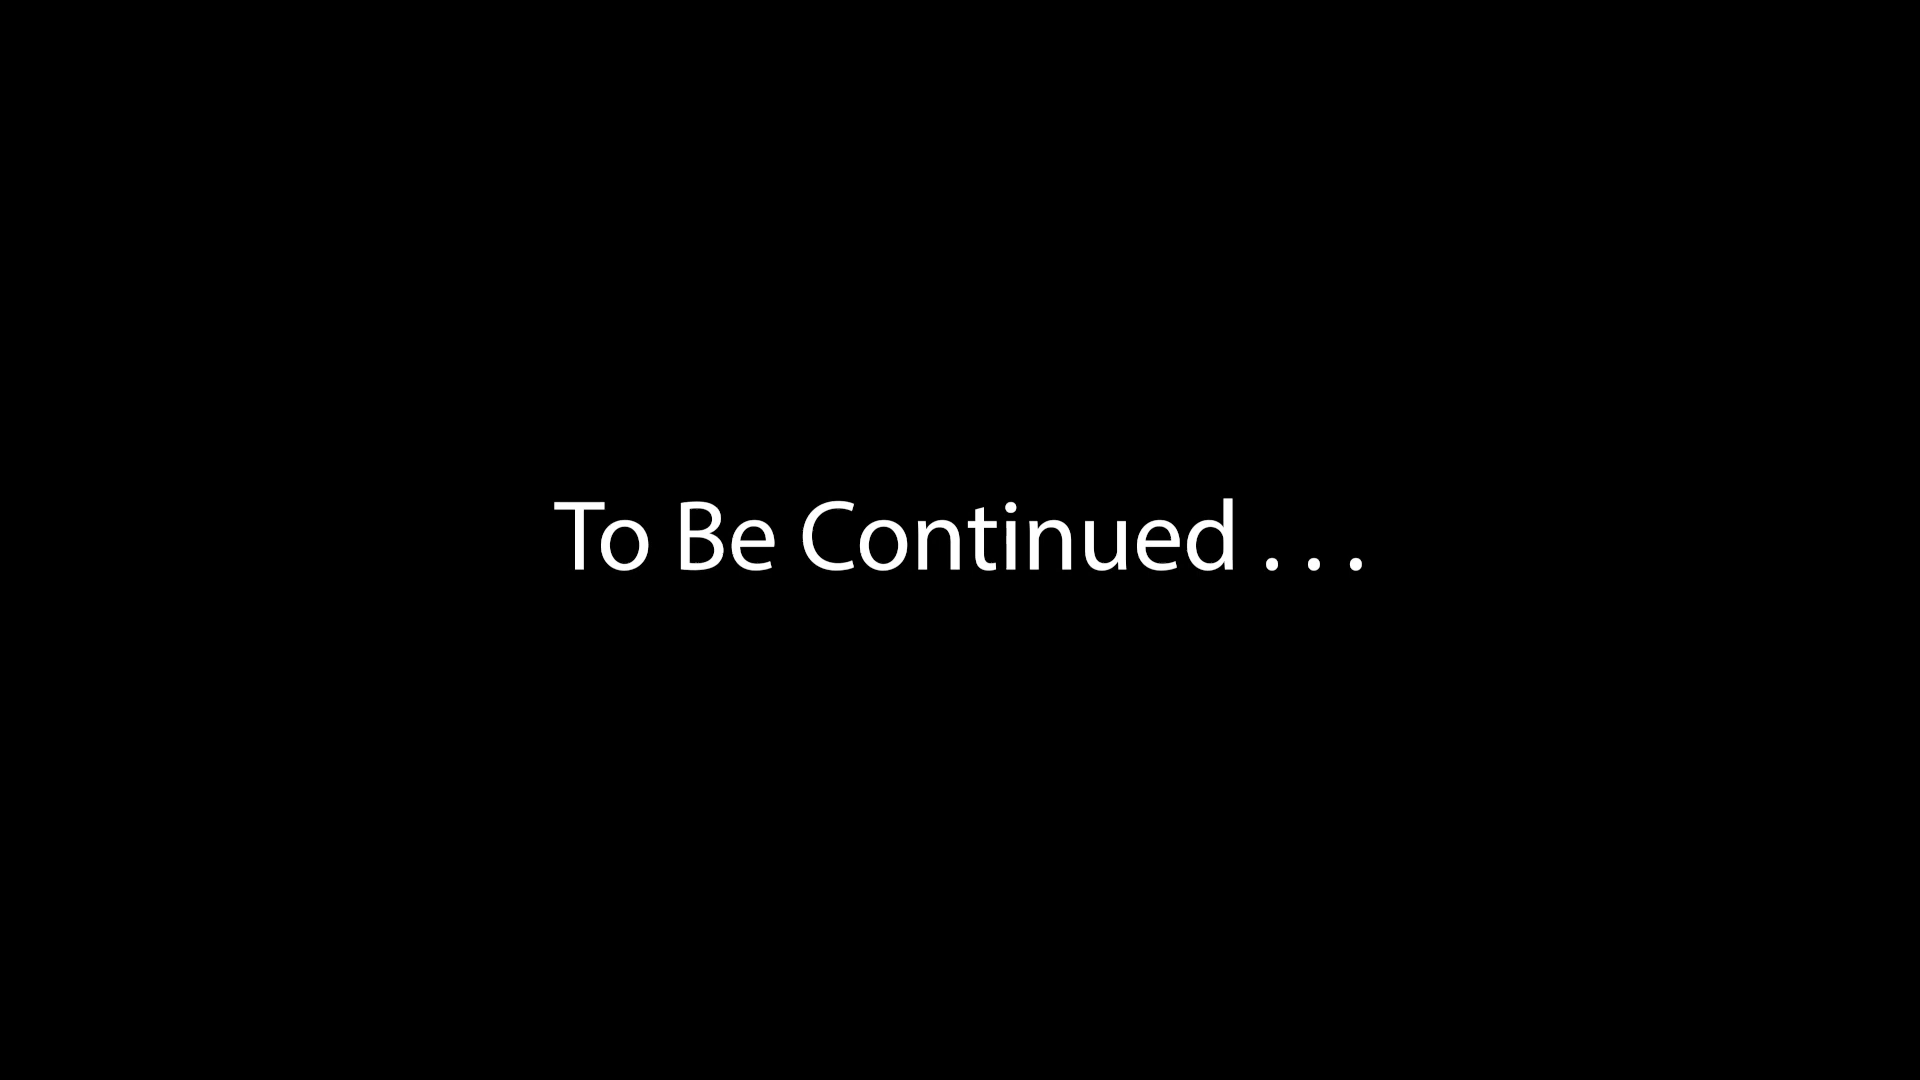 To Be Continued . . .